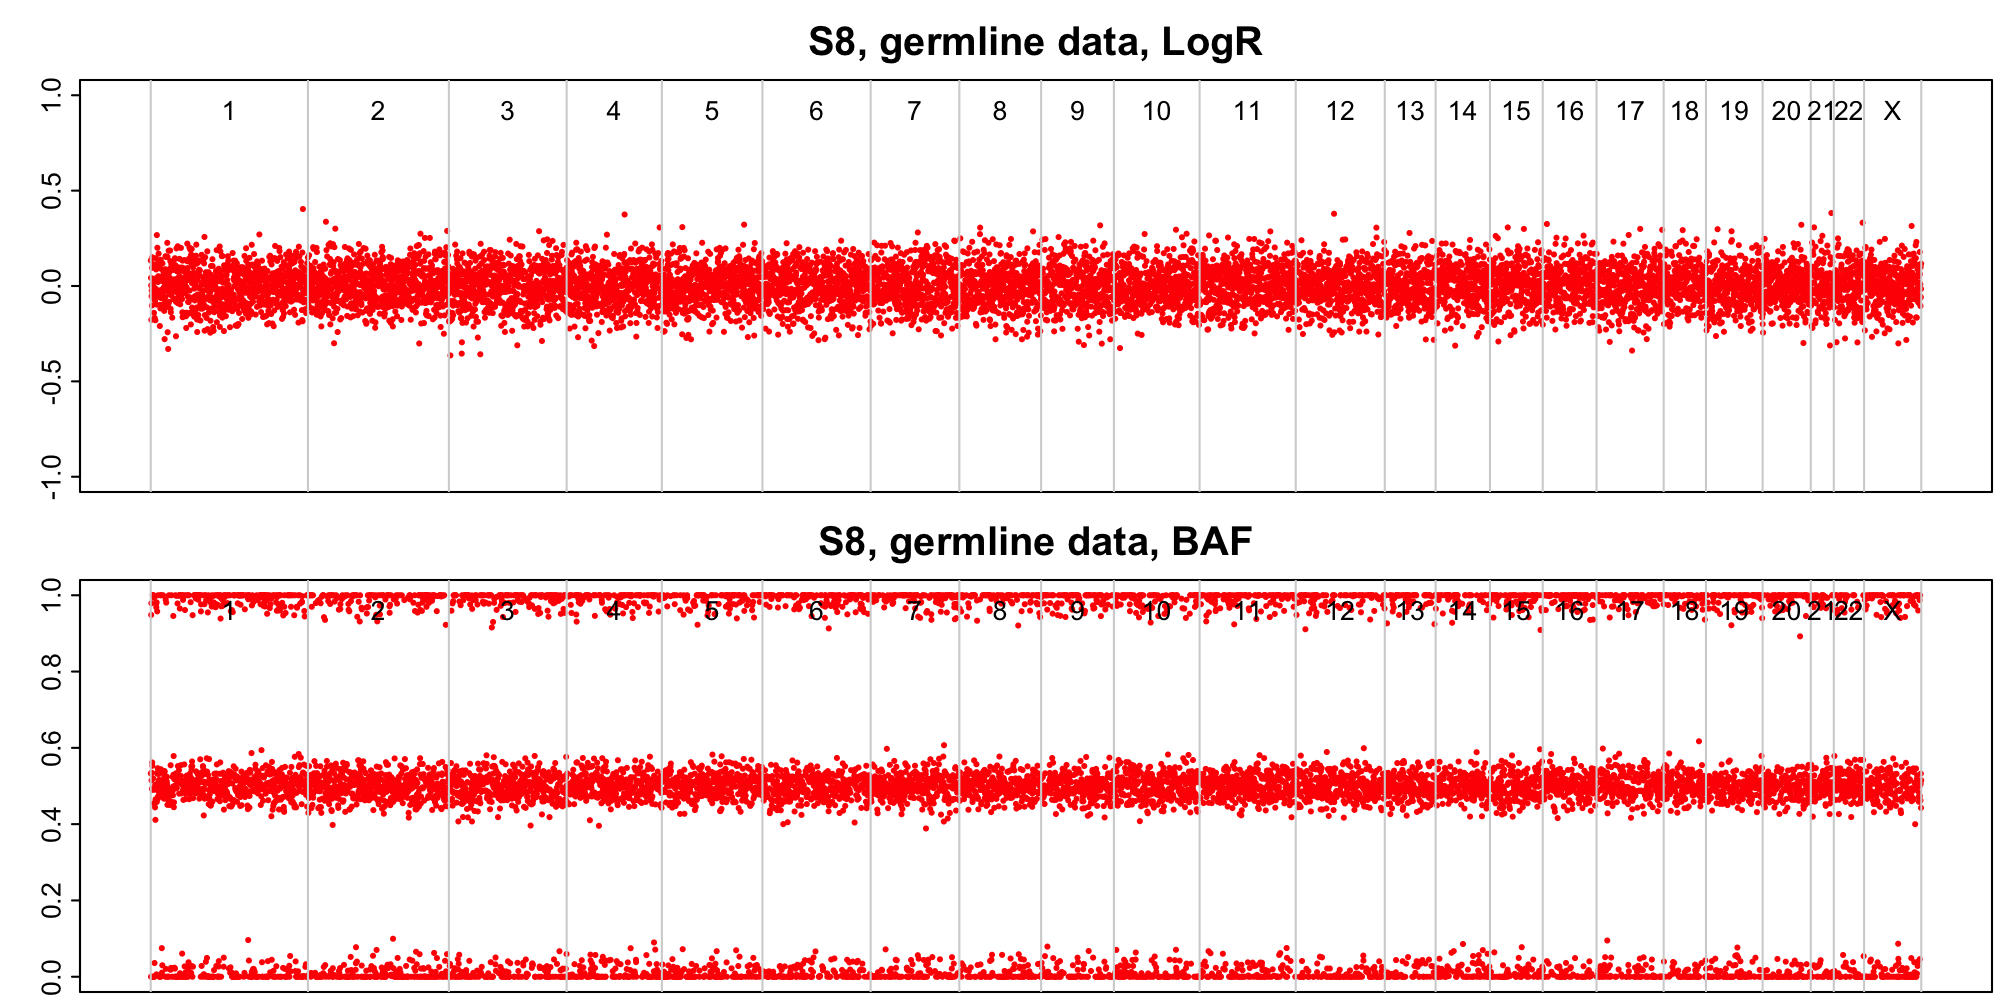 S8, germline data, LogR
1.0
0.5
0.0
-0.5
-1.0
1 2 3 4 5 6 7 8 9 10 11 12 13 14 15 16 17 18 19 20 21 22 X
S8, germline data, BAF
1.0
0.8
0.6
0.4
0.2
0.0
1 2 3 4 5 6 7 8 9 10 11 12 13 14 15 16 17 18 19 20 21 22 X